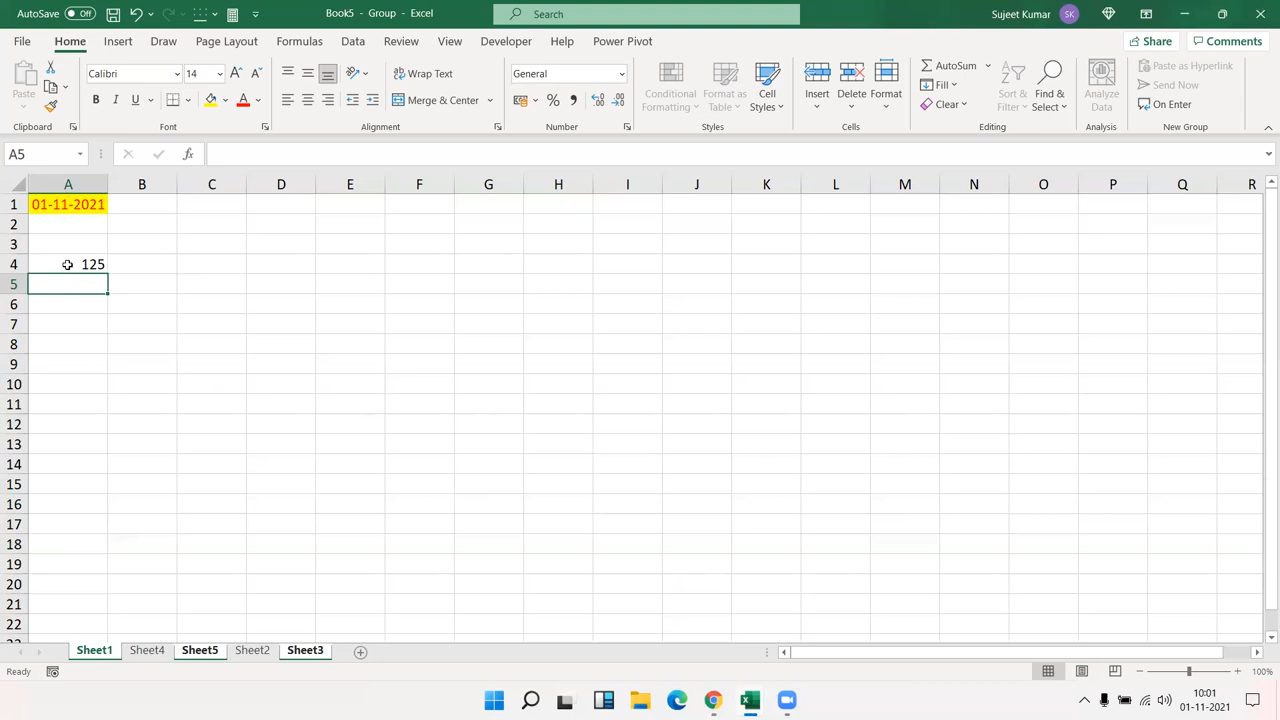 AutoSave Off Book5 - Group - Excel Search Sujeet Kumar SK
File Home Insert Draw Page Layout Formulas Data Review View Developer Help Power Pivot Share Comments
Paste Calibri 14 Wrap Text General Conditional Formatting Format as Table Cell Styles Insert Delete Format AutoSum Fill Clear Sort & Filter Find & Select Analyze Data Paste as Hyperlink Send Now On Enter
B I U A Merge & Center %
Clipboard Font Alignment Number Styles Cells Editing Analysis New Group
A5 fx
A B C D E F G H I J K L M N O P Q R
1 01-11-2021
2
3
4 125
5
6
7
8
9
10
11
12
13
14
15
16
17
18
19
20
21
22
Sheet1 Sheet4 Sheet5 Sheet2 Sheet3
Ready 100%
10:01